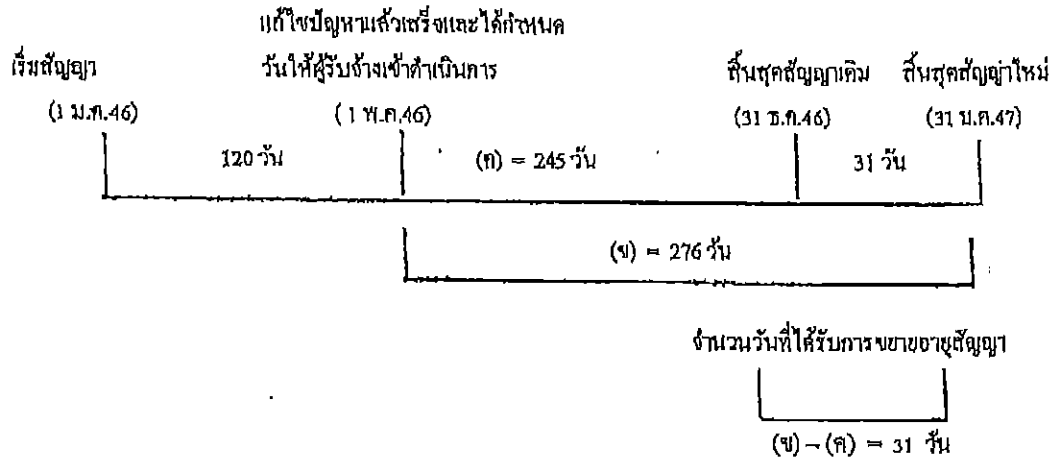 แก้ไขปัญหาแล้วเสร็จและได้กำหนด
เริ่มสัญญา วันให้ผู้รับจ้างเข้าดำเนินการ สิ้นสุดสัญญาเดิม สิ้นสุดสัญญาใหม่
(1 ม.ค.46) (1 พ.ค.46) (31 ธ.ค.46) (31 ม.ค.47)
120 วัน (ค) = 245 วัน 31 วัน
(ข) = 276 วัน
จำนวนวันที่ได้รับการขยายอายุสัญญา
(ข) – (ค) = 31 วัน